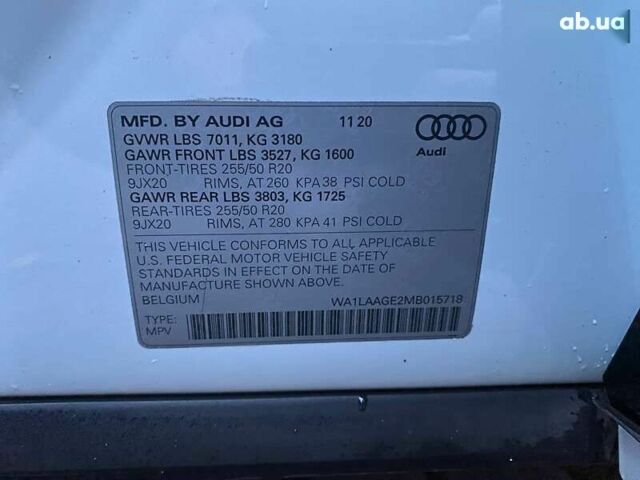 ab.ua
MFD. BY AUDI AG 11 20
GVWR LBS 7011, KG 3180
GAWR FRONT LBS 3527, KG 1600
FRONT-TIRES 255/50 R20
9JX20 RIMS, AT 260 KPA 38 PSI COLD
GAWR REAR LBS 3803, KG 1725
REAR-TIRES 255/50 R20
9JX20 RIMS, AT 280 KPA 41 PSI COLD
Audi
THIS VEHICLE CONFORMS TO ALL APPLICABLE
U.S. FEDERAL MOTOR VEHICLE SAFETY
STANDARDS IN EFFECT ON THE DATE OF
MANUFACTURE SHOWN ABOVE.
BELGIUM WA1LAAGE2MB015718
TYPE:
MPV